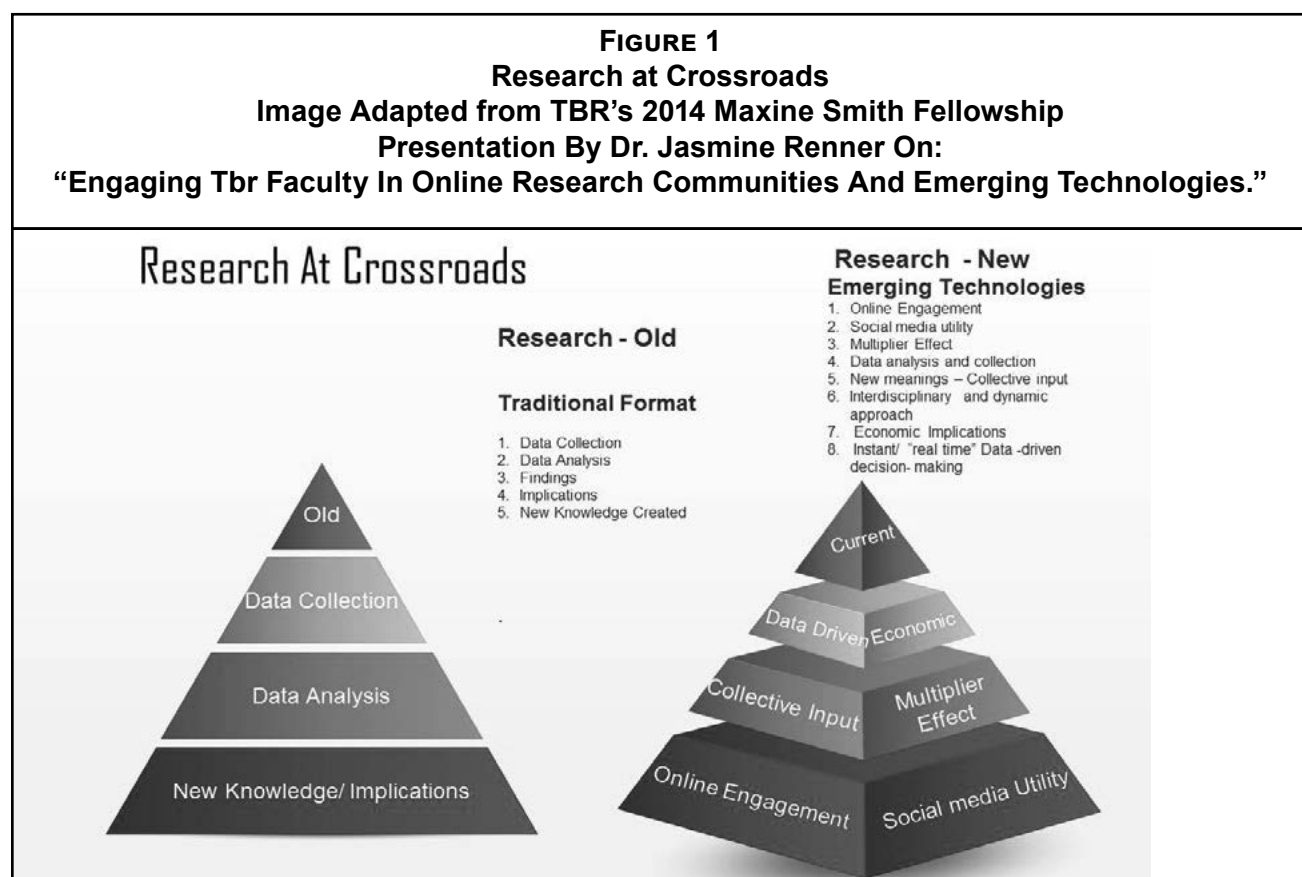 FIGURE 1
Research at Crossroads
Image Adapted from TBR’s 2014 Maxine Smith Fellowship
Presentation By Dr. Jasmine Renner On:
“Engaging Tbr Faculty In Online Research Communities And Emerging Technologies.”
Research At Crossroads
Research - Old
Traditional Format
1. Data Collection
2. Data Analysis
3. Findings
4. Implications
5. New Knowledge Created
.
Research - New
Emerging Technologies
1. Online Engagement
2. Social media utility
3. Multiplier Effect
4. Data analysis and collection
5. New meanings – Collective input
6. Interdisciplinary and dynamic
approach
7. Economic Implications
8. Instant/ "real time" Data -driven
decision- making
Old
Data Collection
Data Analysis
New Knowledge/ Implications
Current
Data Driven
Economic
Collective Input
Multiplier
Effect
Online Engagement
Social media Utility